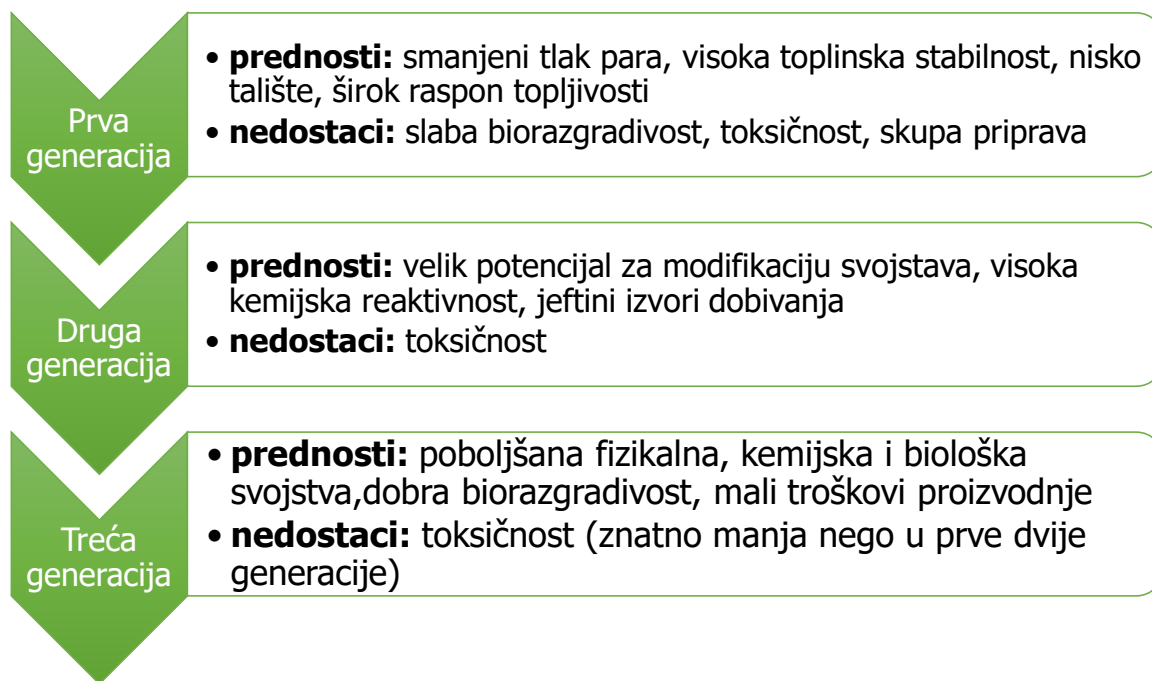 Prva
generacija
• prednosti: smanjeni tlak para, visoka toplinska stabilnost, nisko
talište, širok raspon topljivosti
• nedostaci: slaba biorazgradivost, toksičnost, skupa priprava
Druga
generacija
• prednosti: velik potencijal za modifikaciju svojstava, visoka
kemijska reaktivnost, jeftini izvori dobivanja
• nedostaci: toksičnost
Treća
generacija
• prednosti: poboljšana fizikalna, kemijska i biološka
svojstva,dobra biorazgradivost, mali troškovi proizvodnje
• nedostaci: toksičnost (znatno manja nego u prve dvije
generacije)